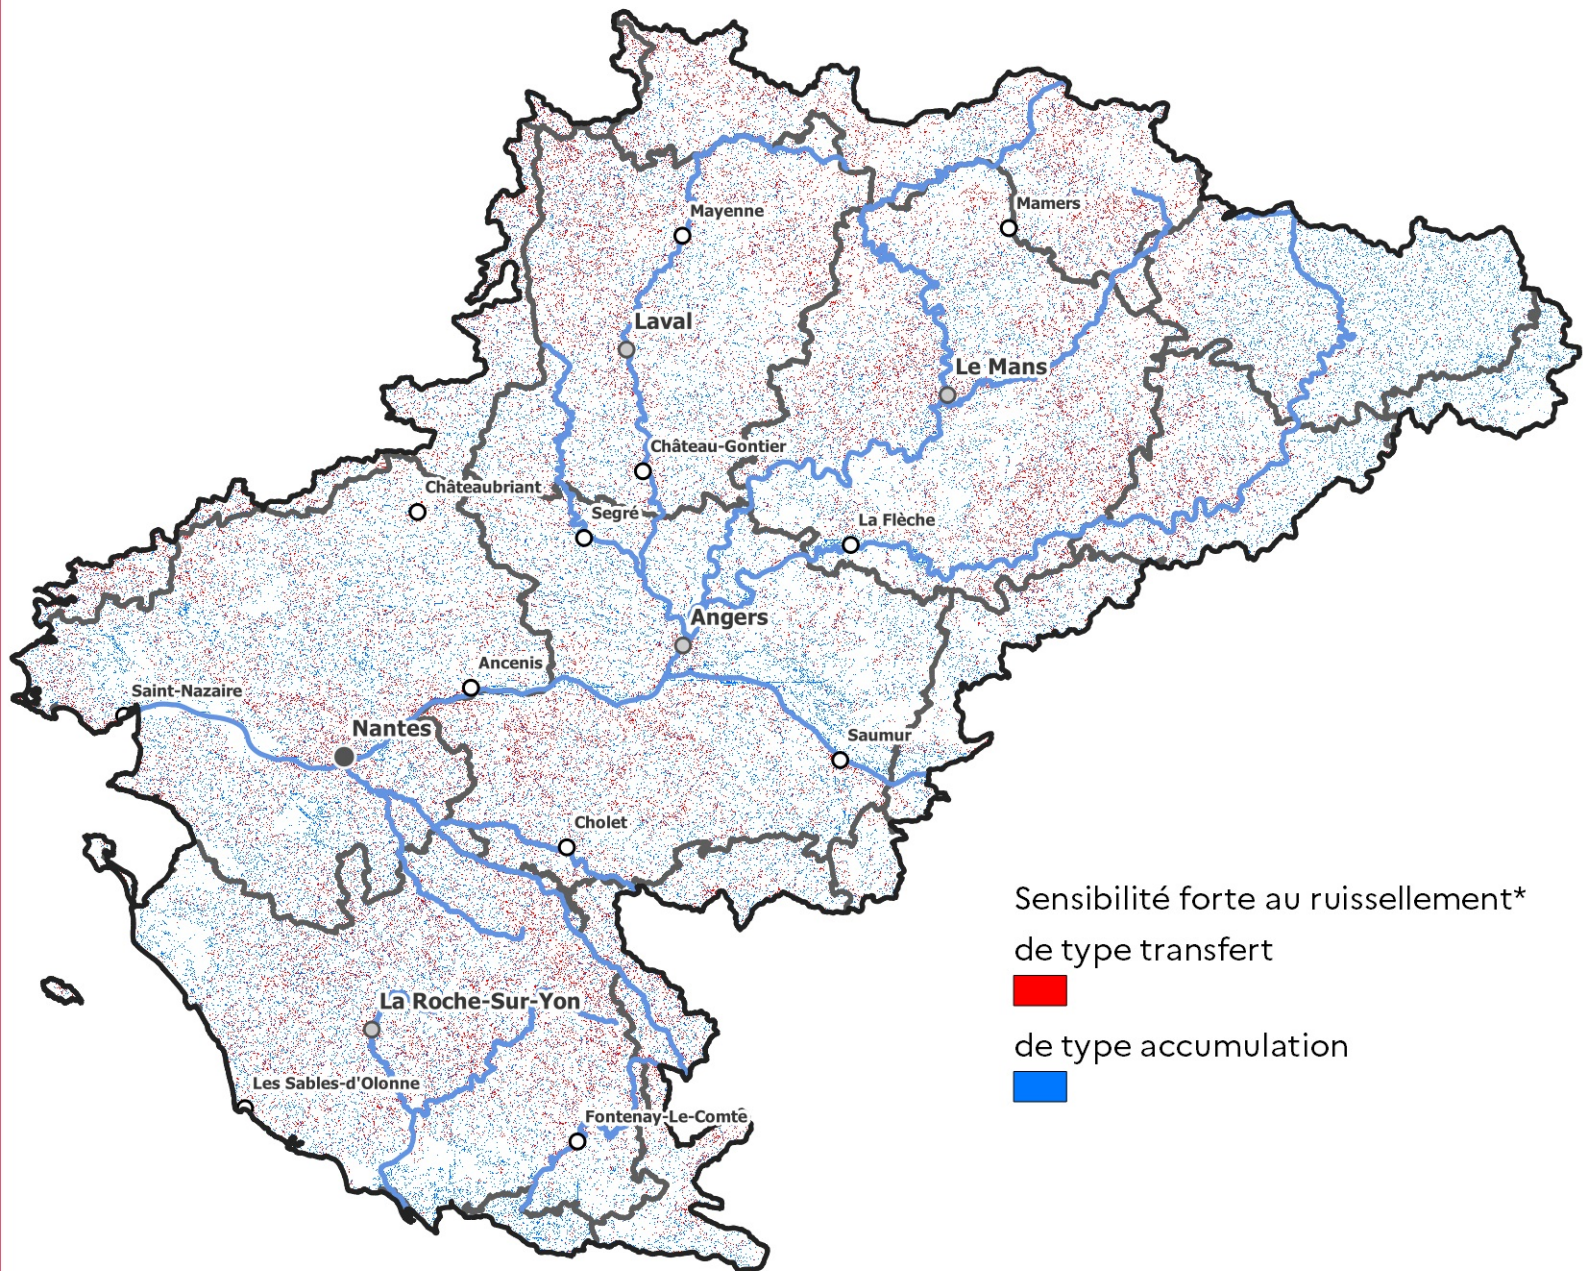 Mayenne
Mamers
Laval
Le Mans
Château-Gontier
Châteaubriant
Segré
La Flèche
Angers
Ancenis
Saint-Nazaire
Nantes
Saumur
Cholet
Sensibilité forte au ruissellement*
de type transfert
La Roche-Sur-Yon
de type accumulation
Les Sables-d'Olonne
Fontenay-Le-Comte